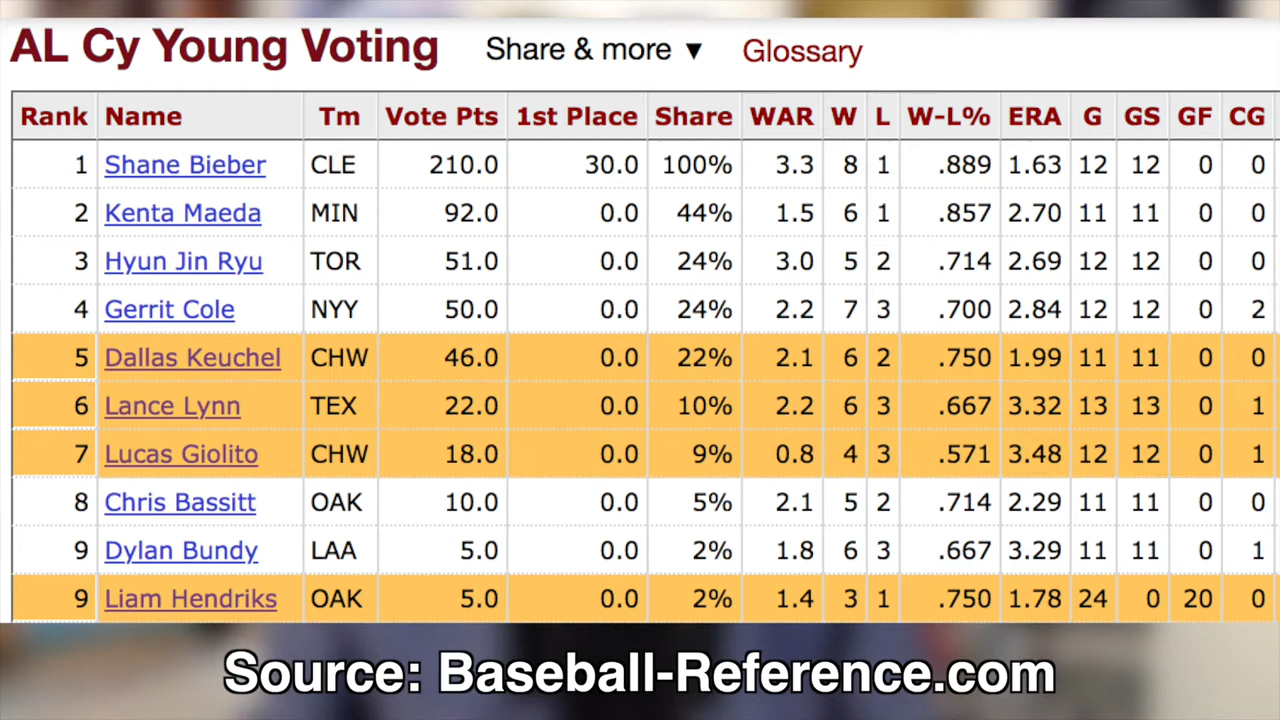 AL Cy Young Voting Share & more ▼ Glossary
Rank Name Tm Vote Pts 1st Place Share WAR W L W-L% ERA G GS GF CG
1 Shane Bieber CLE 210.0 30.0 100% 3.3 8 1 .889 1.63 12 12 0 0
2 Kenta Maeda MIN 92.0 0.0 44% 1.5 6 1 .857 2.70 11 11 0 0
3 Hyun Jin Ryu TOR 51.0 0.0 24% 3.0 5 2 .714 2.69 12 12 0 0
4 Gerrit Cole NYY 50.0 0.0 24% 2.2 7 3 .700 2.84 12 12 0 2
5 Dallas Keuchel CHW 46.0 0.0 22% 2.1 6 2 .750 1.99 11 11 0 0
6 Lance Lynn TEX 22.0 0.0 10% 2.2 6 3 .667 3.32 13 13 0 1
7 Lucas Giolito CHW 18.0 0.0 9% 0.8 4 3 .571 3.48 12 12 0 1
8 Chris Bassitt OAK 10.0 0.0 5% 2.1 5 2 .714 2.29 11 11 0 0
9 Dylan Bundy LAA 5.0 0.0 2% 1.8 6 3 .667 3.29 11 11 0 1
9 Liam Hendriks OAK 5.0 0.0 2% 1.4 3 1 .750 1.78 24 0 20 0
Source: Baseball-Reference.com